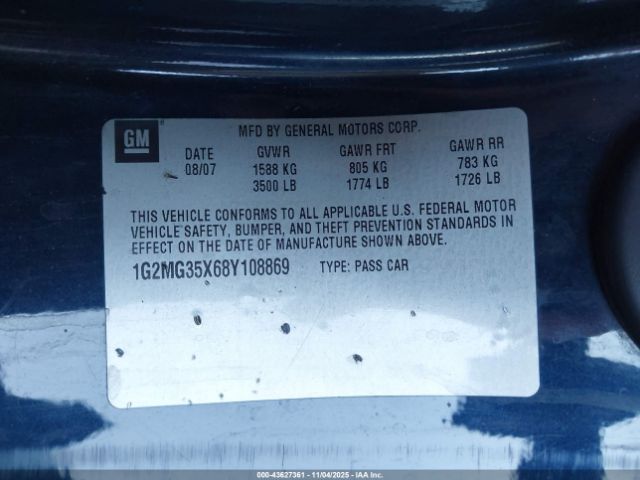 GM
MFD BY GENERAL MOTORS CORP.
DATE GVWR GAWR FRT GAWR RR
08/07 1588 KG 805 KG 783 KG
3500 LB 1774 LB 1726 LB
THIS VEHICLE CONFORMS TO ALL APPLICABLE U.S. FEDERAL MOTOR
VEHICLE SAFETY, BUMPER, AND THEFT PREVENTION STANDARDS IN
EFFECT ON THE DATE OF MANUFACTURE SHOWN ABOVE.
1G2MG35X68Y108869 TYPE: PASS CAR
© IAA 43627361 - 11/04/2025 - IAAI.COM